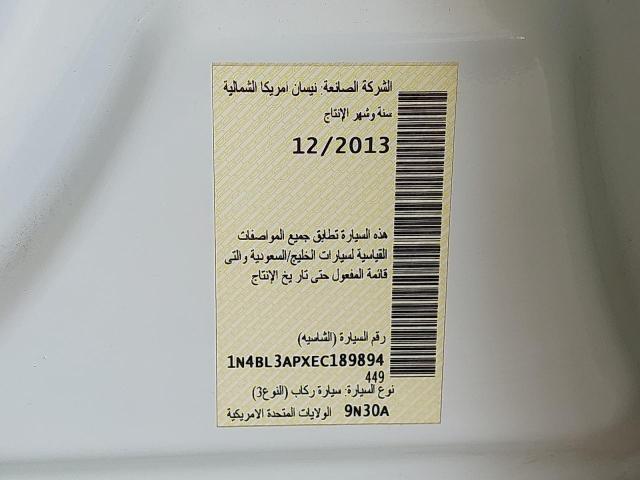 الشركة الصانعة: نيسان امريكا الشمالية
سنة وشهر الإنتاج
12/2013
هذه السيارة تطابق جميع المواصفات
القياسية لسيارات الخليج/السعودية والتى
قائمة المفعول حتى تاريخ الإنتاج
رقم السيارة (الشاسيه)
1N4BL3APXEC189894
449
نوع السيارة: سيارة ركاب (النوع3)
9N30A الولايات المتحدة الامريكية